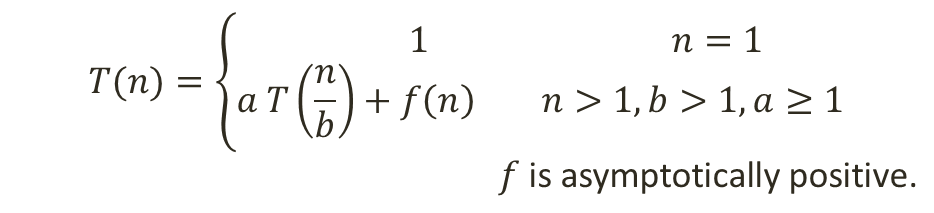 T(n) = { 1 n = 1
a T(n/b) + f(n) n > 1, b > 1, a ≥ 1
f is asymptotically positive.